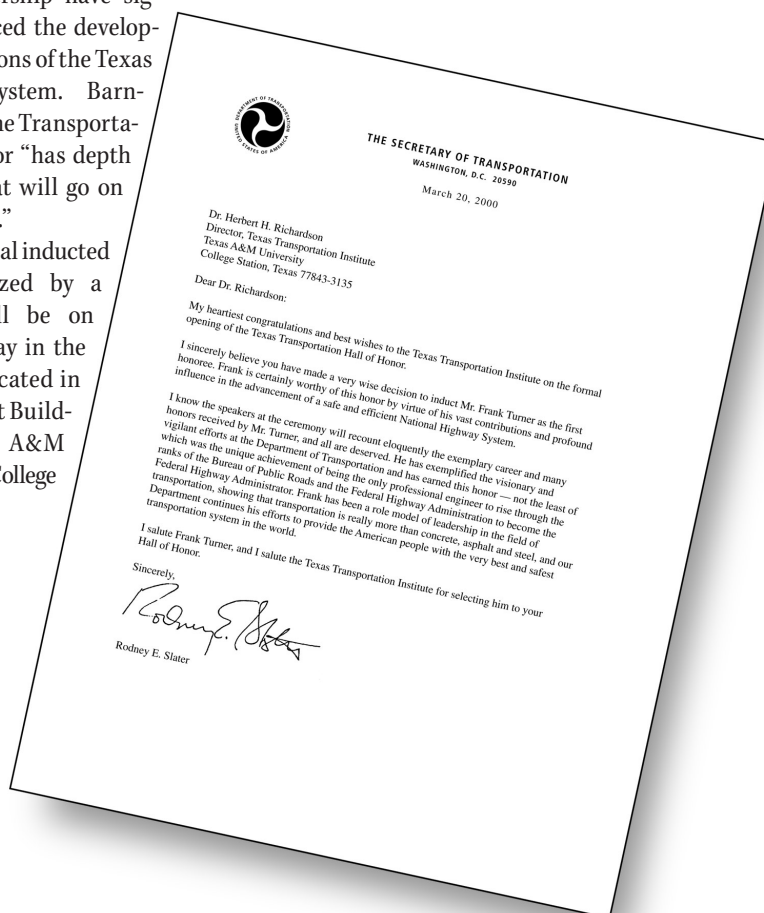 ership have sig
ced the develop-
ons of the Texas
ystem. Barn-
he Transporta-
or “has depth
at will go on
.”
al inducted
zed by a
ll be on
ay in the
cated in
t Build-
A&M
College
DEPARTMENT OF TRANSPORTATION
UNITED STATES OF AMERICA
THE SECRETARY OF TRANSPORTATION
WASHINGTON, D.C. 20590
March 20, 2000
Dr. Herbert H. Richardson
Director, Texas Transportation Institute
Texas A&M University
College Station, Texas 77843-3135
Dear Dr. Richardson:
My heartiest congratulations and best wishes to the Texas Transportation Institute on the formal
opening of the Texas Transportation Hall of Honor.
I sincerely believe you have made a very wise decision to induct Mr. Frank Turner as the first
honoree. Frank is certainly worthy of this honor by virtue of his vast contributions and profound
influence in the advancement of a safe and efficient National Highway System.
I know the speakers at the ceremony will recount eloquently the exemplary career and many
honors received by Mr. Turner, and all are deserved. He has exemplified the visionary and
vigilant efforts at the Department of Transportation and has earned this honor — not the least of
which was the unique achievement of being the only professional engineer to rise through the
ranks of the Bureau of Public Roads and the Federal Highway Administration to become the
Federal Highway Administrator. Frank has been a role model of leadership in the field of
transportation, showing that transportation is really more than concrete, asphalt and steel, and our
Department continues his efforts to provide the American people with the very best and safest
transportation system in the world.
I salute Frank Turner, and I salute the Texas Transportation Institute for selecting him to your
Hall of Honor.
Sincerely,
Rodney E. Slater
Rodney E. Slater